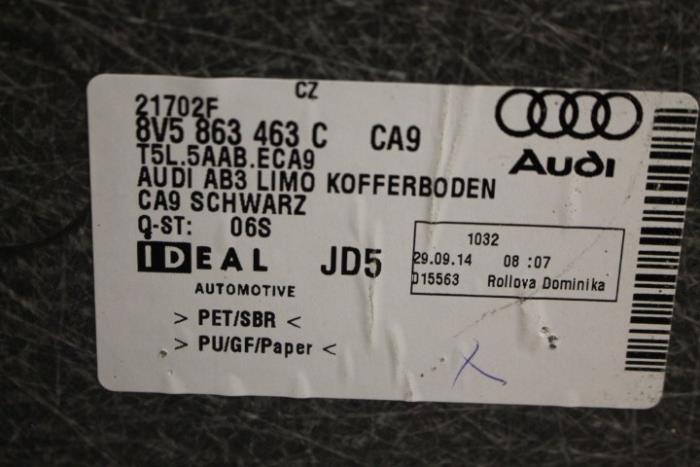 CZ
21702F
8V5 863 463 C CA9
T5L.5AAB.ECA9
AUDI AB3 LIMO KOFFERBODEN
CA9 SCHWARZ
Q-ST: 06S
IDEAL JD5
AUTOMOTIVE
> PET/SBR <
> PU/GF/Paper <
Audi
1032
29.09.14 08 :07
D15563 Rollova Dominika